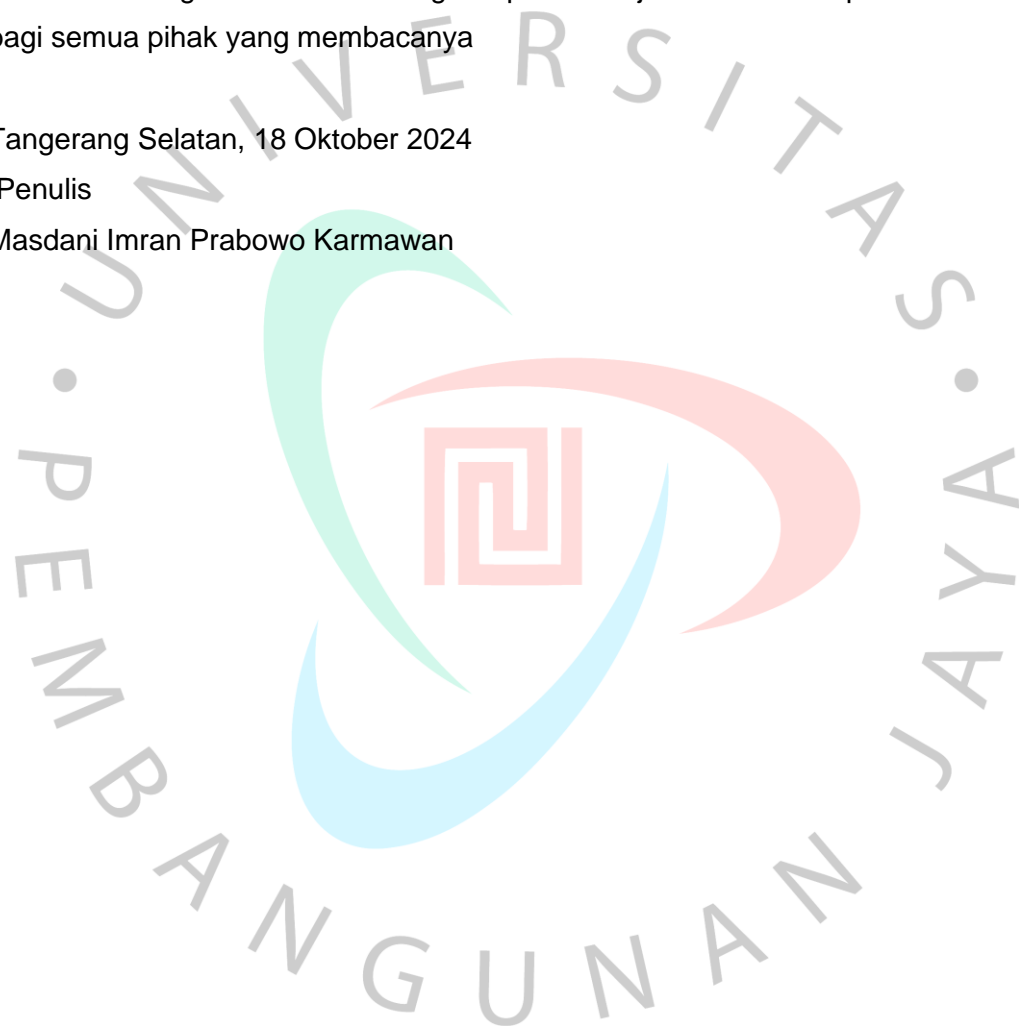 bagi semua pihak yang membacanya
Tangerang Selatan, 18 Oktober 2024
Penulis
Masdani Imran Prabowo Karmawan
UNIVERSITAS
PEMBANGUNAN JAYA